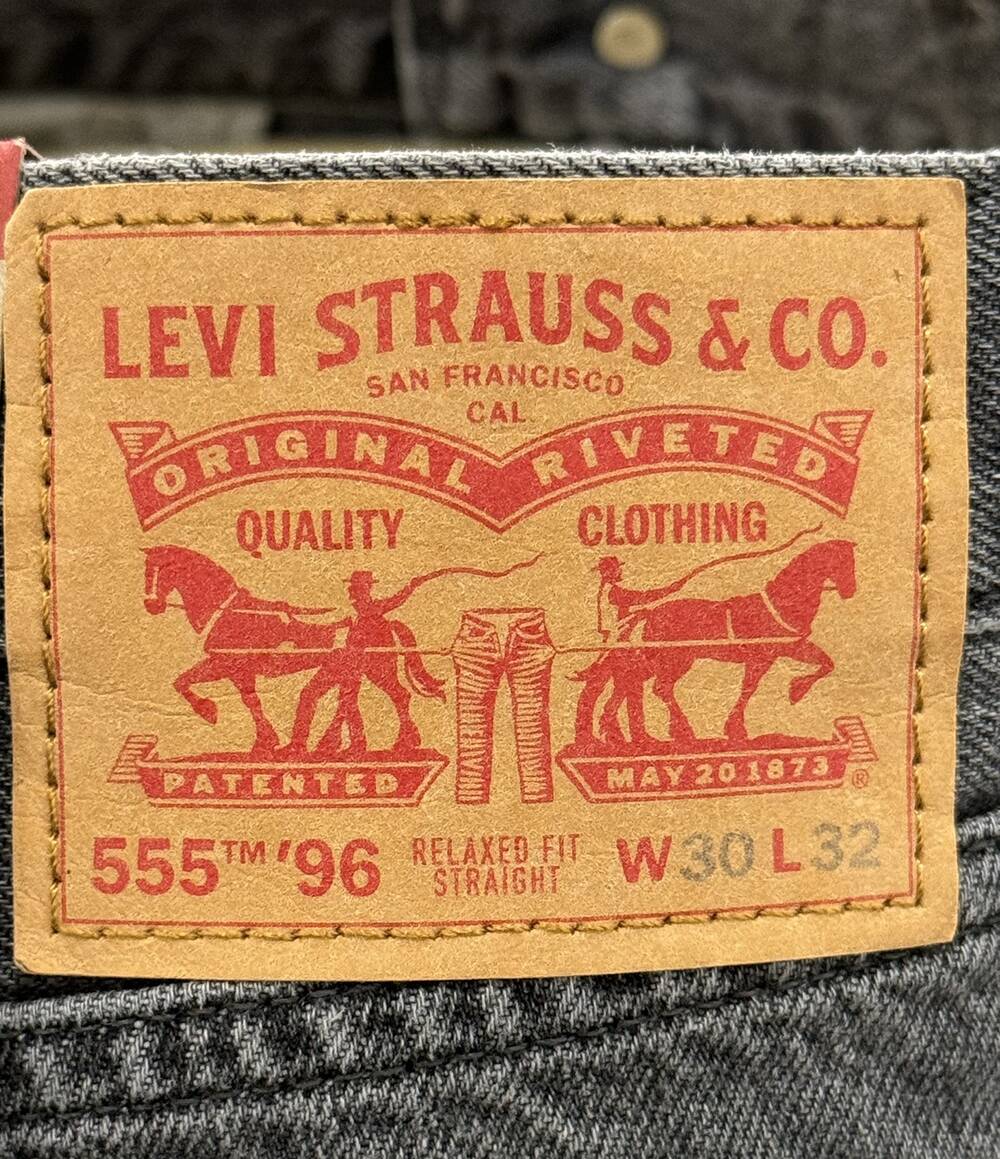 LEVI STRAUSS & CO.
SAN FRANCISCO
CAL.
ORIGINAL RIVETED
QUALITY CLOTHING
PATENTED MAY 20 1873 ®
555™ '96 RELAXED FIT STRAIGHT W30 L32